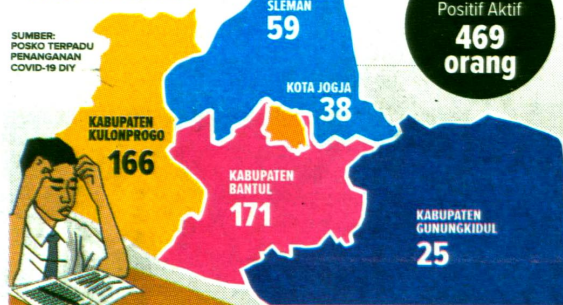 SLEMAN
59
Positif Aktif
469
orang
SUMBER:
POSKO TERPADU
PENANGANAN
COVID-19 DIY
KOTA JOGJA
38
KABUPATEN
KULONPROGO
166
KABUPATEN
BANTUL
171
KABUPATEN
GUNUNGKIDUL
25